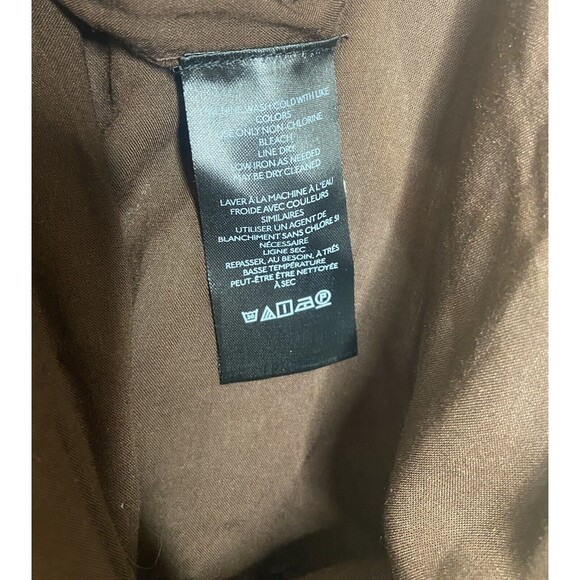 WASH COLD WITH LIKE
COLORS
ONLY NON-CHLORINE
BLEACH
LINE DRY
LOW IRON AS NEEDED
MAY BE DRY CLEANED
LAVER À LA MACHINE À L'EAU
FROIDE AVEC COULEURS
SIMILAIRES
UTILISER UN AGENT DE
BLANCHIMENT SANS CHLORE SI
NÉCESSAIRE
LIGNE SEC
REPASSER, AU BESOIN, À TRÈS
BASSE TEMPÉRATURE
PEUT-ÊTRE ÊTRE NETTOYÉE
À SEC